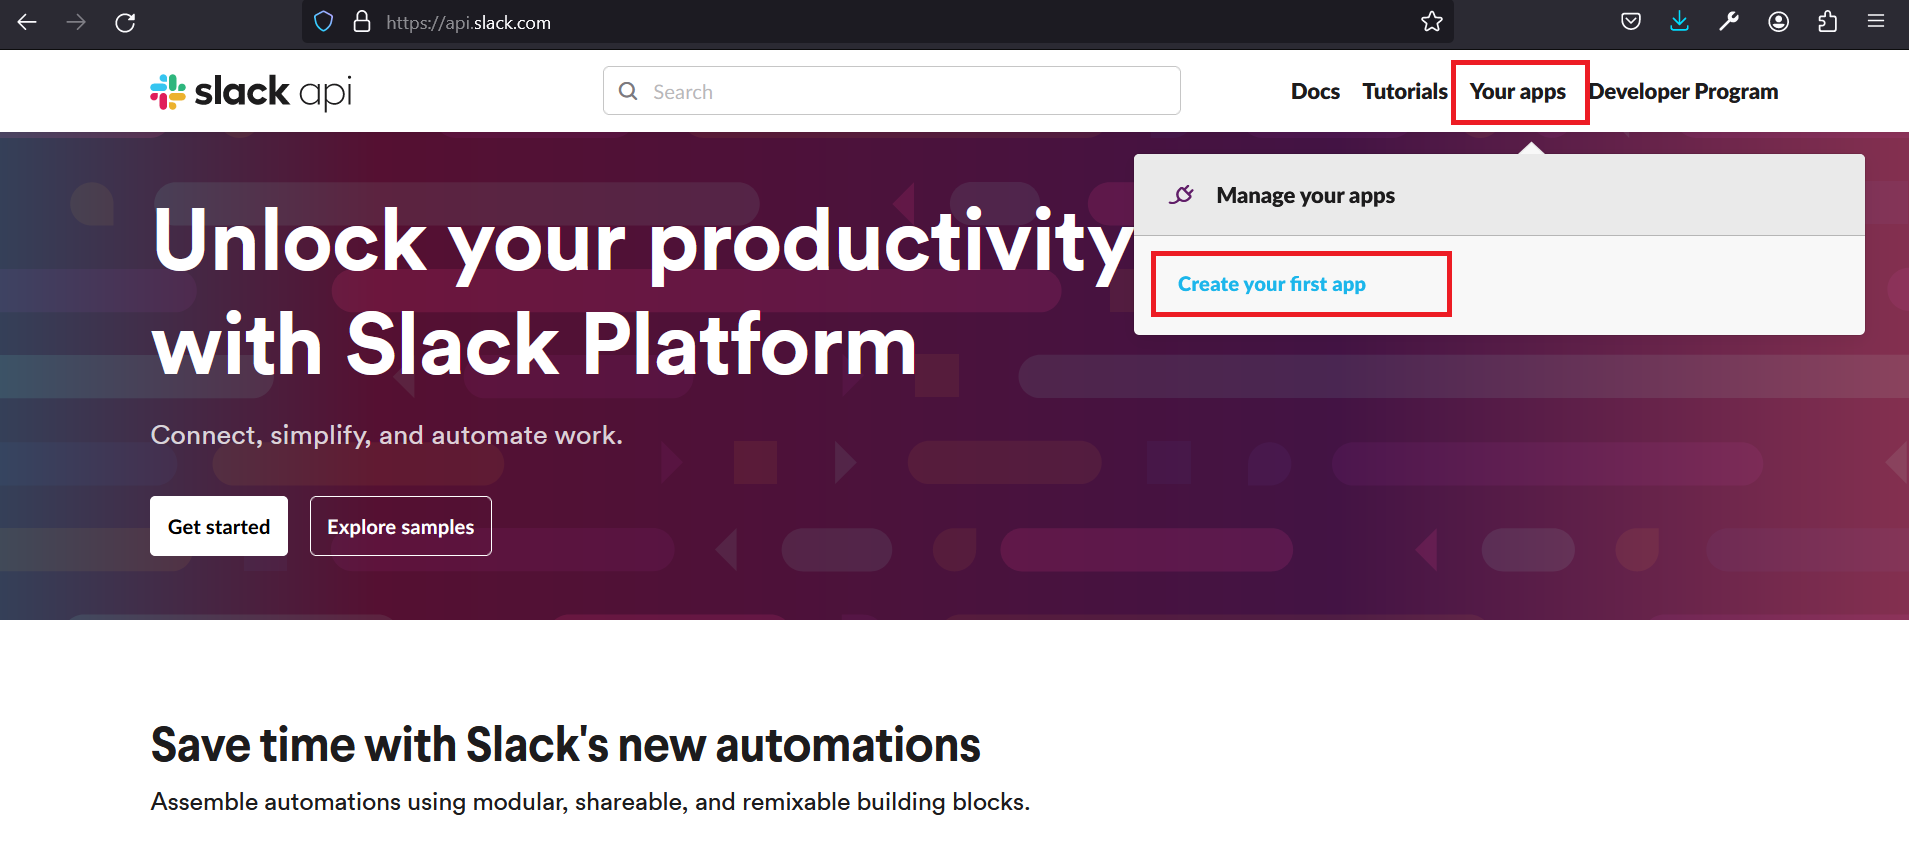 https://api.slack.com
slack api
Search
Docs
Tutorials
Your apps
Developer Program
Manage your apps
Create your first app
Unlock your productivity
with Slack Platform
Connect, simplify, and automate work.
Get started
Explore samples
Save time with Slack's new automations
Assemble automations using modular, shareable, and remixable building blocks.